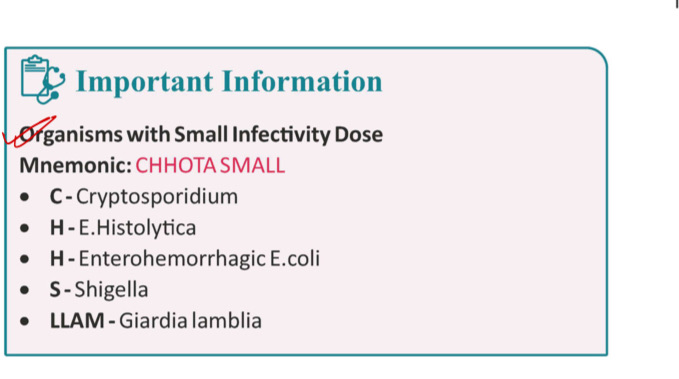 Important Information
Organisms with Small Infectivity Dose
Mnemonic: CHHOTA SMALL
• C - Cryptosporidium
• H - E.Histolytica
• H - Enterohemorrhagic E.coli
• S - Shigella
• LLAM - Giardia lamblia